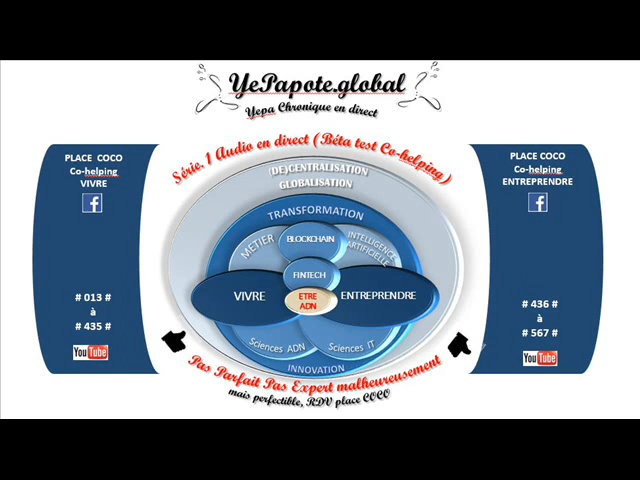 YePapote.global
Yepa Chronique en direct
Série, 1 Audio en direct (Béta test Co-helping)
(DE)CENTRALISATION
GLOBALISATION
TRANSFORMATION
METIER
BLOCKCHAIN
INTELLIGENCE
ARTIFICIELLE
FINTECH
VIVRE
ETRE
ADN
ENTREPRENDRE
Sciences ADN
Sciences IT
INNOVATION
Pas Parfait Pas Expert malheureusement
mais perfectible, RDV place COCO
PLACE COCO
Co-helping
VIVRE
f
# 013 #
à
# 435 #
YouTube
PLACE COCO
Co-helping
ENTREPRENDRE
f
# 436 #
à
# 567 #
YouTube